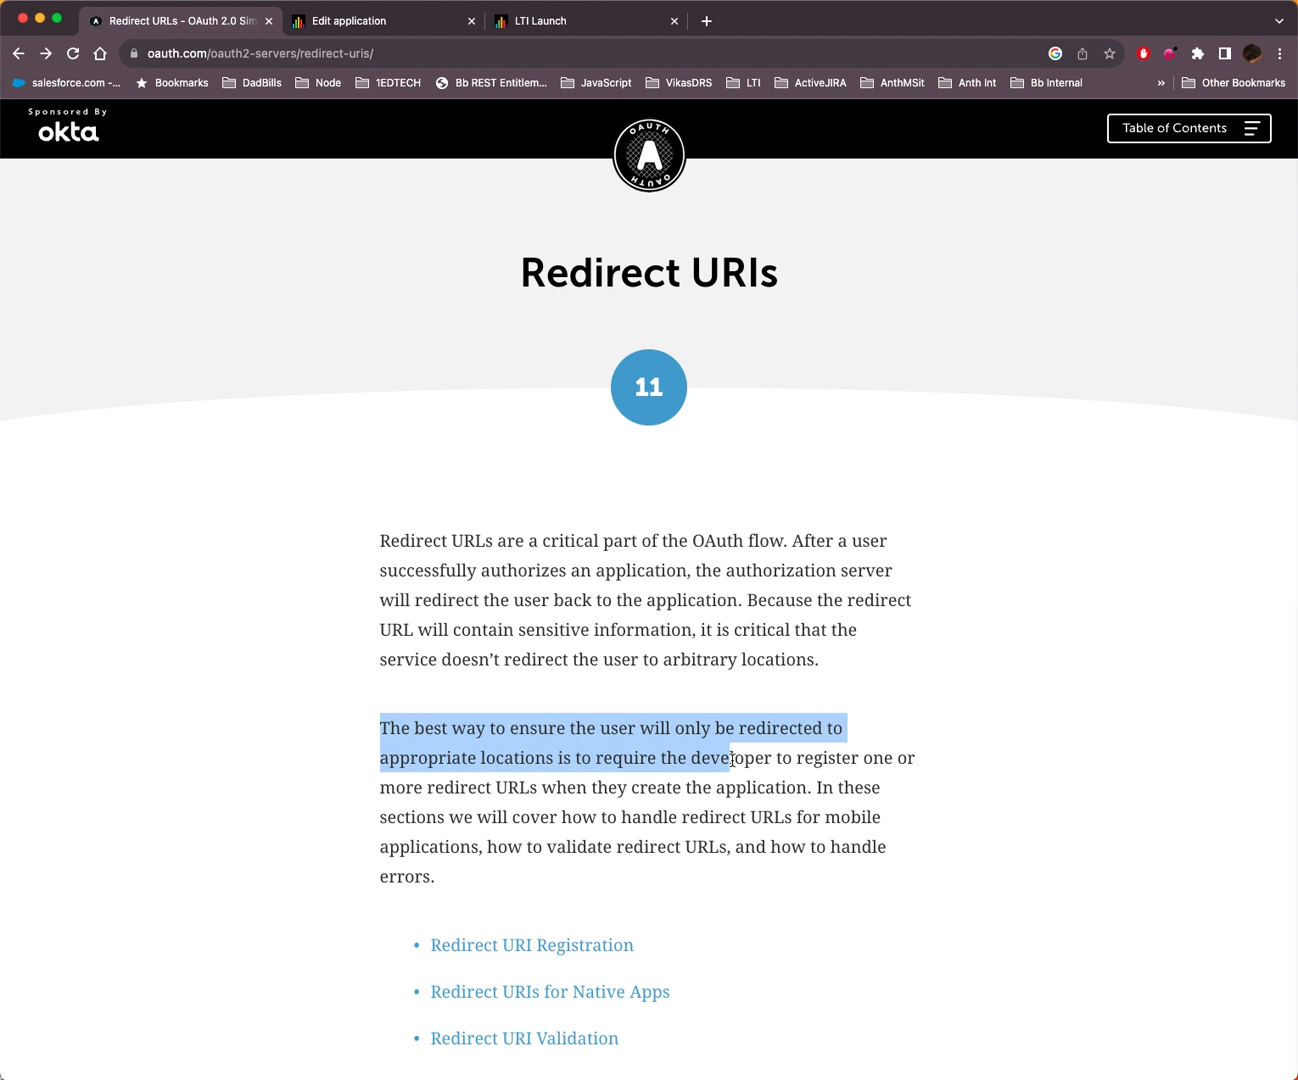 Redirect URLs - OAuth 2.0 Sim
Edit application
LTI Launch
oauth.com/oauth2-servers/redirect-uris/
salesforce.com -...
Bookmarks
DadBills
Node
1EDTECH
Bb REST Entitlem...
JavaScript
VikasDRS
LTI
ActiveJIRA
AnthMSit
Anth Int
Bb Internal
»
Other Bookmarks
Sponsored By
okta
OAUTH
A
OAUTH
Table of Contents
Redirect URIs
11
Redirect URLs are a critical part of the OAuth flow. After a user
successfully authorizes an application, the authorization server
will redirect the user back to the application. Because the redirect
URL will contain sensitive information, it is critical that the
service doesn’t redirect the user to arbitrary locations.
The best way to ensure the user will only be redirected to
appropriate locations is to require the developer to register one or
more redirect URLs when they create the application. In these
sections we will cover how to handle redirect URLs for mobile
applications, how to validate redirect URLs, and how to handle
errors.
• Redirect URI Registration
• Redirect URIs for Native Apps
• Redirect URI Validation